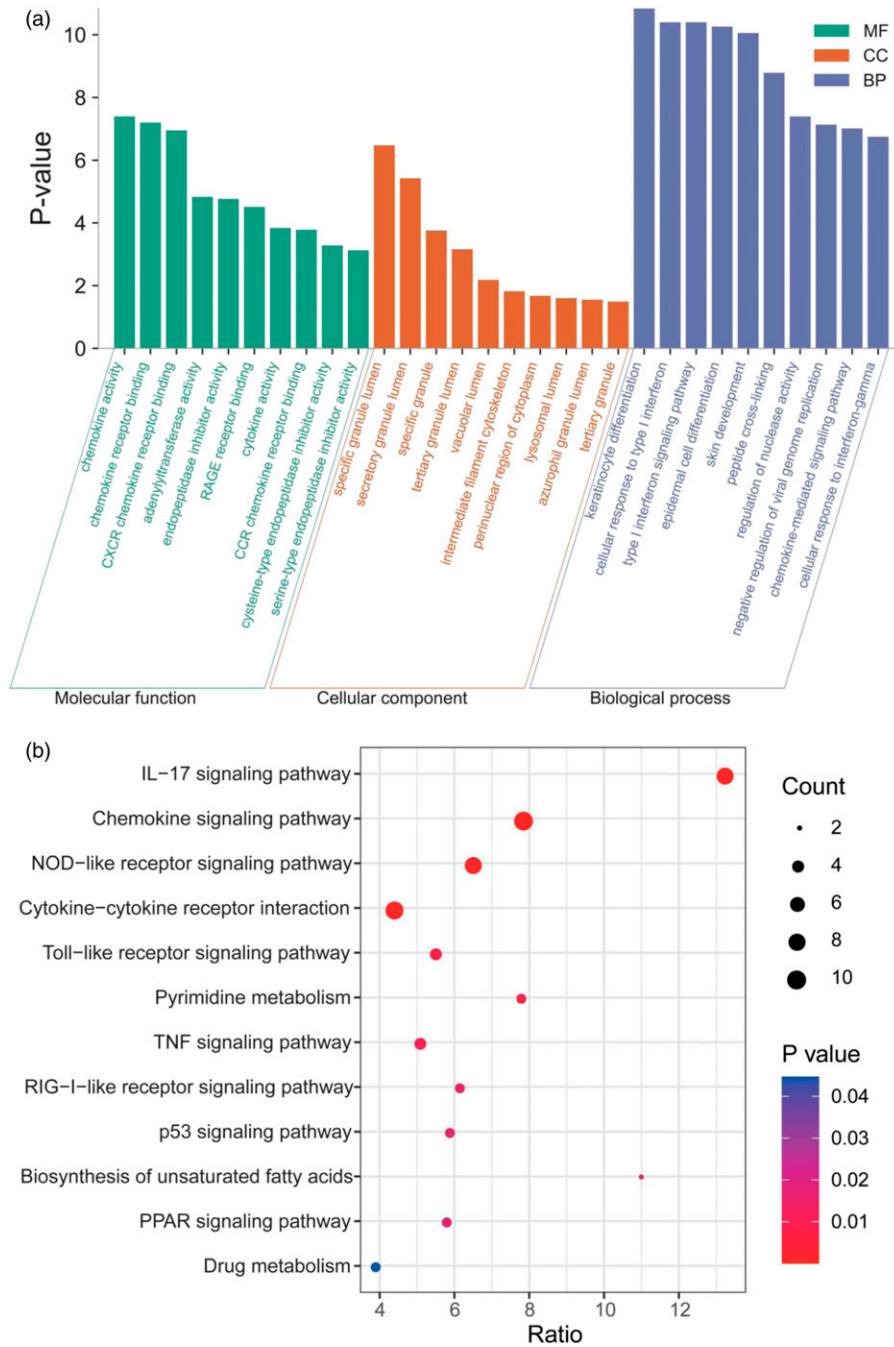 (a)
P-value
10
8
6
4
2
0
MF
CC
BP
chemokine activity
chemokine receptor binding
CXCR chemokine receptor binding
adenylyltransferase activity
endopeptidase inhibitor activity
RAGE receptor binding
cytokine activity
CCR chemokine receptor binding
cysteine-type endopeptidase inhibitor activity
serine-type endopeptidase inhibitor activity
specific granule lumen
secretory granule lumen
specific granule
tertiary granule lumen
vacuolar lumen
intermediate filament cytoskeleton
perinuclear region of cytoplasm
lysosomal lumen
azurophil granule lumen
tertiary granule
keratinocyte differentiation
cellular response to type I interferon
type I interferon signaling pathway
epidermal cell differentiation
skin development
peptide cross-linking
regulation of nuclease activity
negative regulation of viral genome replication
chemokine-mediated signaling pathway
cellular response to interferon-gamma
Molecular function
Cellular component
Biological process
(b)
IL−17 signaling pathway
Chemokine signaling pathway
NOD−like receptor signaling pathway
Cytokine−cytokine receptor interaction
Toll−like receptor signaling pathway
Pyrimidine metabolism
TNF signaling pathway
RIG−I−like receptor signaling pathway
p53 signaling pathway
Biosynthesis of unsaturated fatty acids
PPAR signaling pathway
Drug metabolism
4 6 8 10 12
Ratio
Count
2
4
6
8
10
P value
0.04
0.03
0.02
0.01